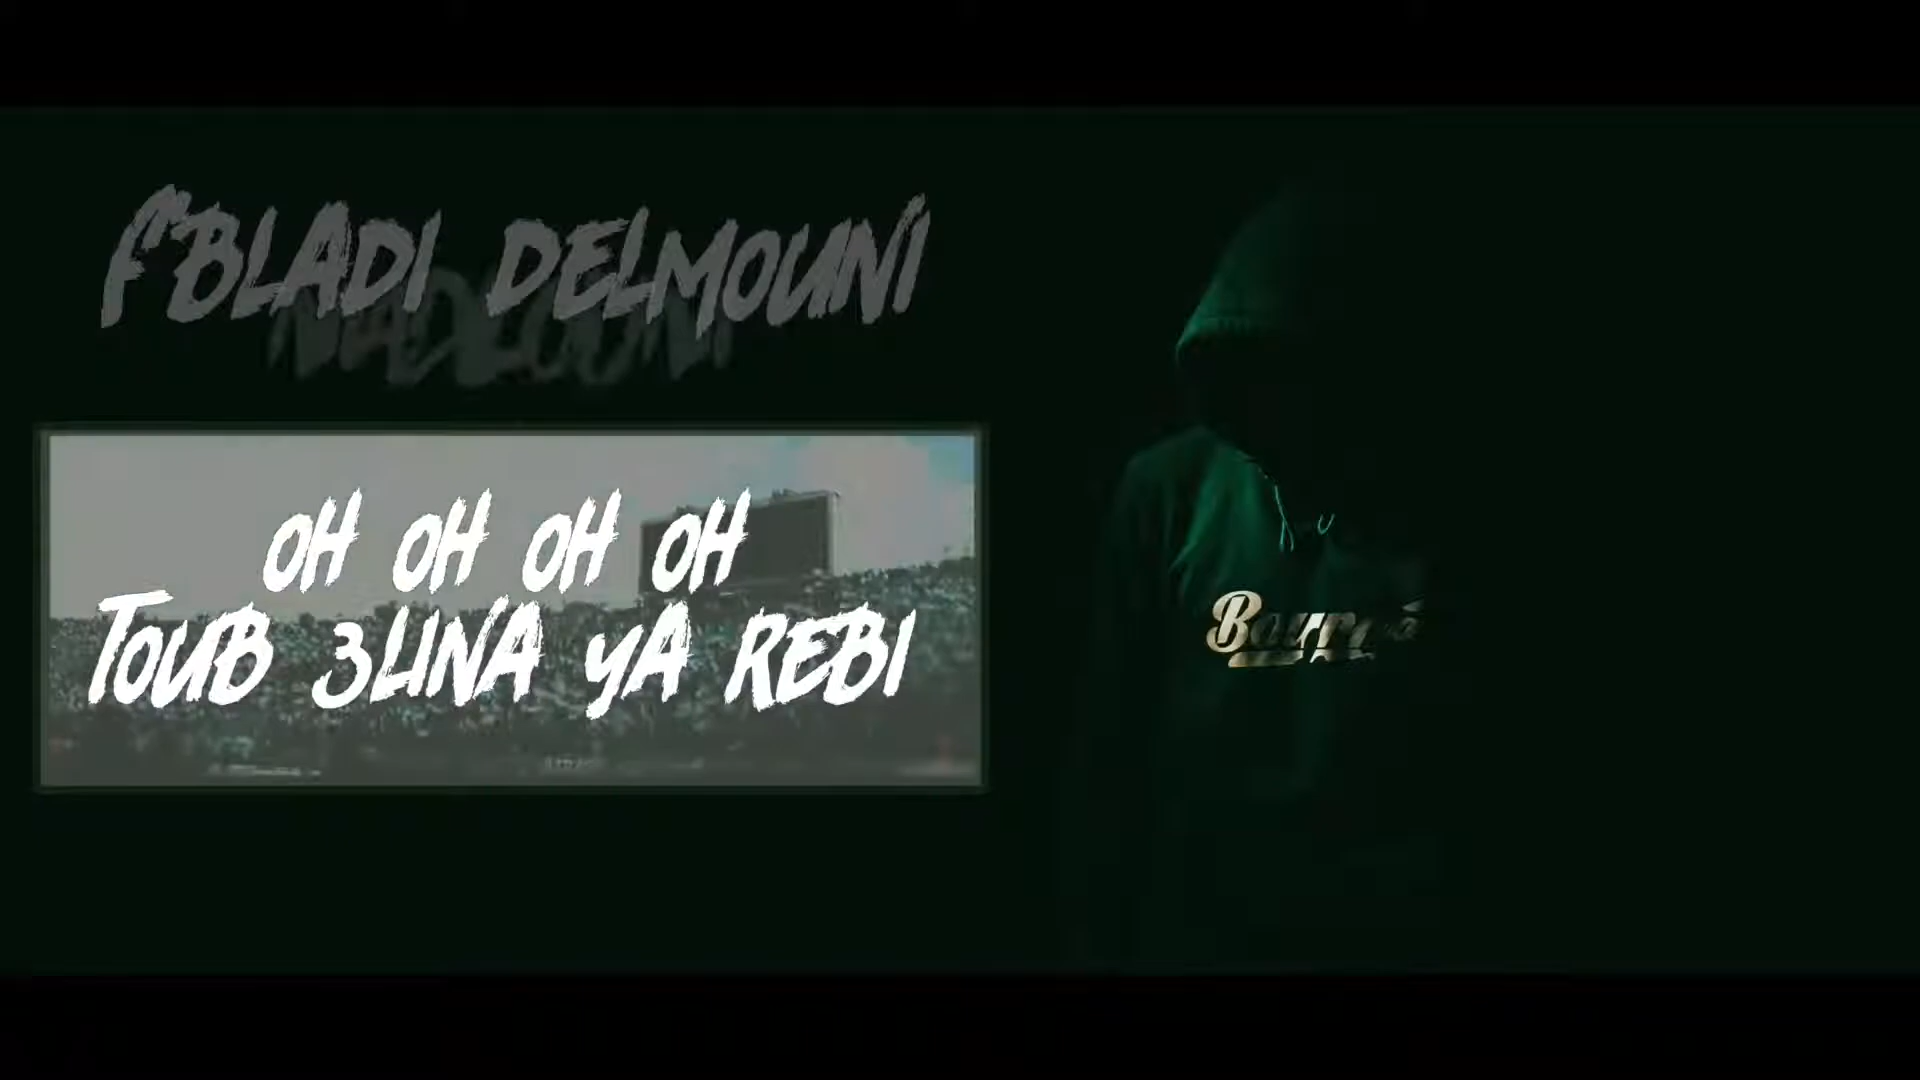 F'BLADI DELMOUNI
OH OH OH OH
TOUB 3LINA YA REBI